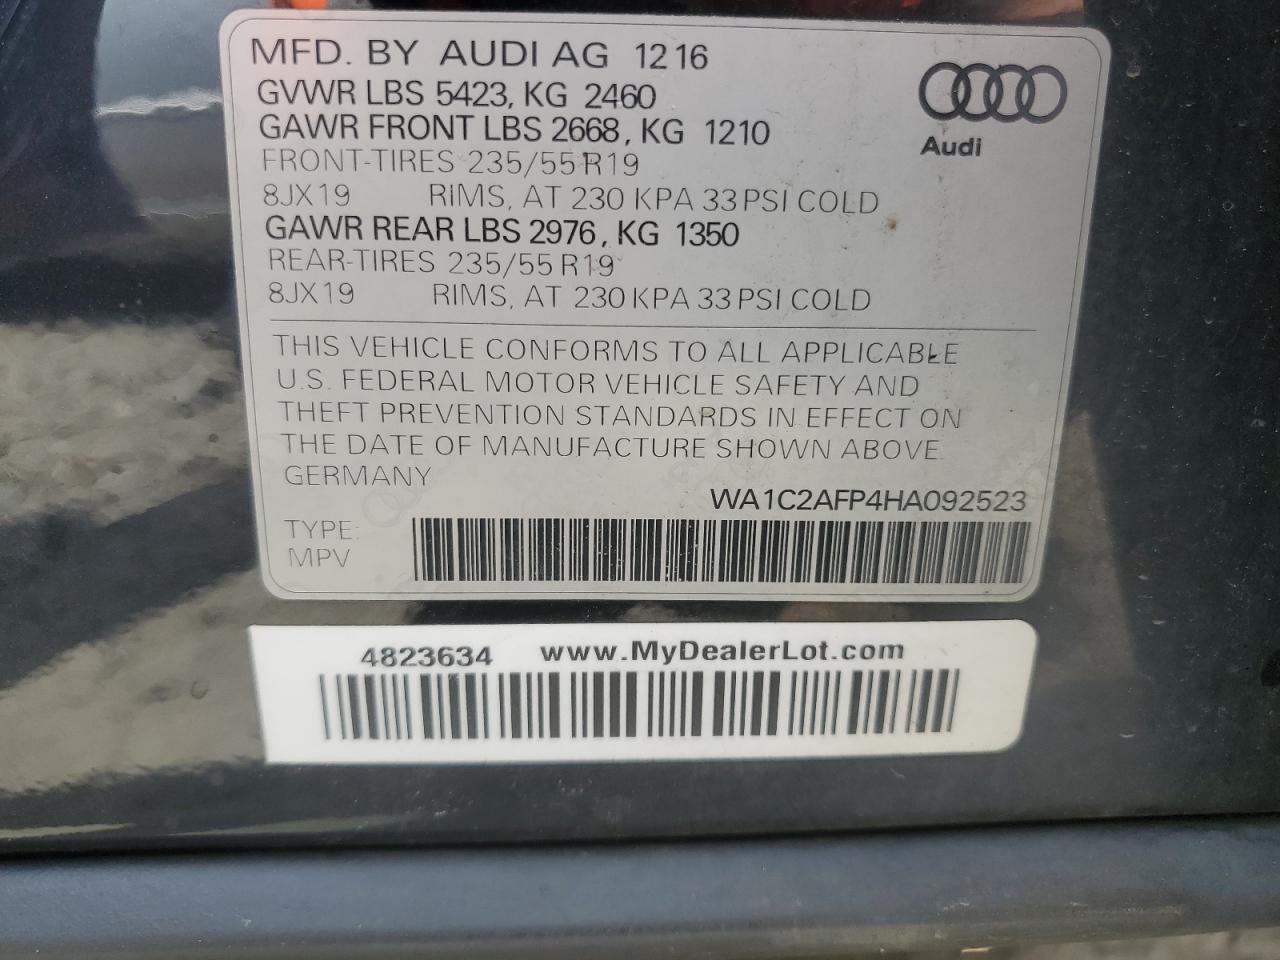 MFD. BY AUDI AG 12 16
GVWR LBS 5423, KG 2460
GAWR FRONT LBS 2668, KG 1210
FRONT-TIRES 235/55 R19
8JX19 RIMS, AT 230 KPA 33 PSI COLD
GAWR REAR LBS 2976, KG 1350
REAR-TIRES 235/55 R19
8JX19 RIMS, AT 230 KPA 33 PSI COLD
Audi
THIS VEHICLE CONFORMS TO ALL APPLICABLE
U.S. FEDERAL MOTOR VEHICLE SAFETY AND
THEFT PREVENTION STANDARDS IN EFFECT ON
THE DATE OF MANUFACTURE SHOWN ABOVE.
GERMANY
WA1C2AFP4HA092523
TYPE:
MPV
4823634 www.MyDealerLot.com